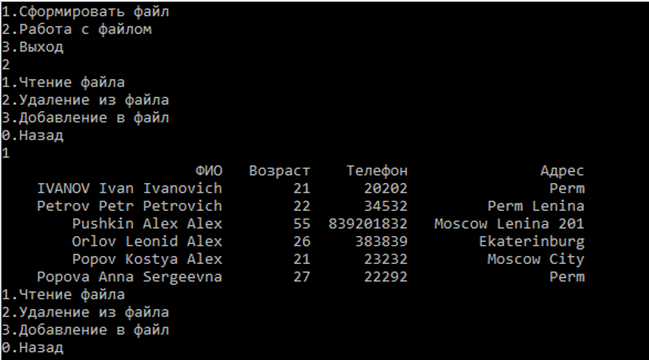 1.Сформировать файл
2.Работа с файлом
3.Выход
2
1.Чтение файла
2.Удаление из файла
3.Добавление в файл
0.Назад
1
ФИО Возраст Телефон Адрес
IVANOV Ivan Ivanovich 21 20202 Perm
Petrov Petr Petrovich 22 34532 Perm Lenina
Pushkin Alex Alex 55 839201832 Moscow Lenina 201
Orlov Leonid Alex 26 383839 Ekaterinburg
Popov Kostya Alex 21 23232 Moscow City
Popova Anna Sergeevna 27 22292 Perm
1.Чтение файла
2.Удаление из файла
3.Добавление в файл
0.Назад